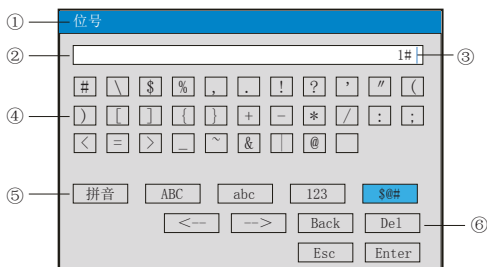 ① 位号
② 1# ③
# \ $ % , . ! ? ' " (
④ ) [ ] { } + - * / : ;
< = > _ ~ & | @
⑤ 拼音 ABC abc 123 $@#
<-- --> Back Del ⑥
Esc Enter